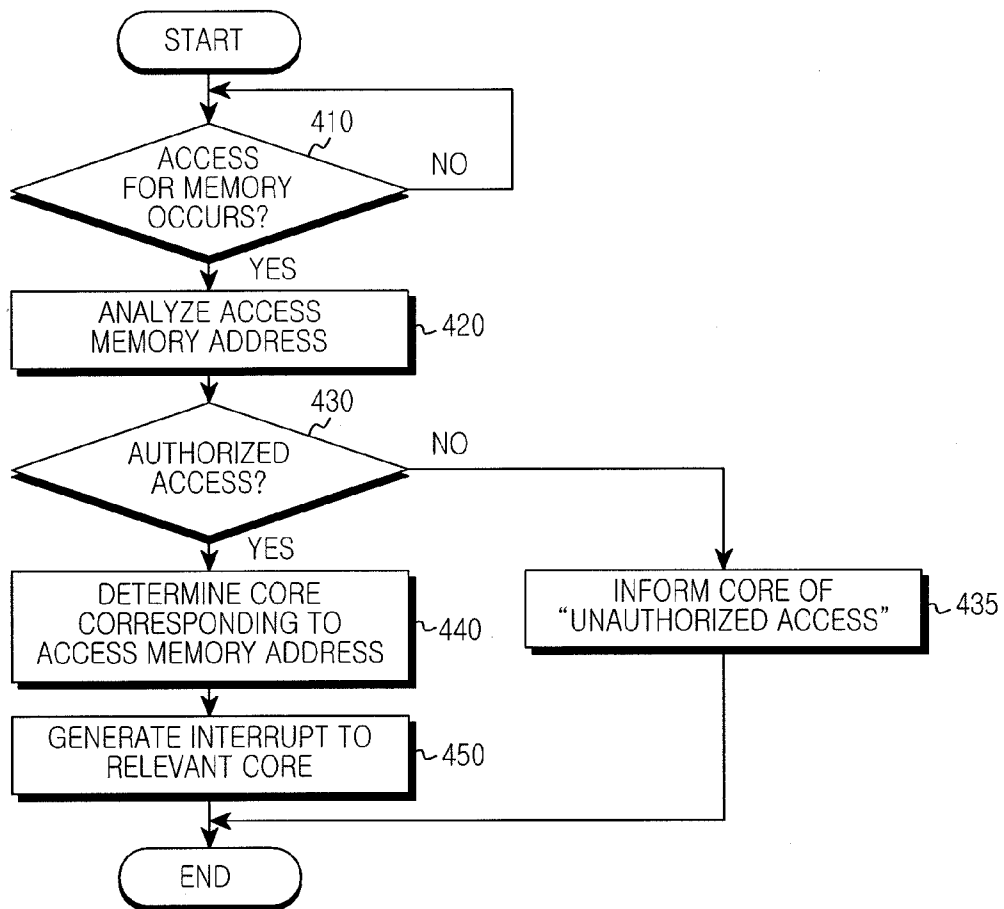 START
410
ACCESS
FOR MEMORY
OCCURS?
NO
YES
ANALYZE ACCESS
MEMORY ADDRESS
420
430
AUTHORIZED
ACCESS?
NO
YES
DETERMINE CORE
CORRESPONDING TO
ACCESS MEMORY ADDRESS
440
INFORM CORE OF
“UNAUTHORIZED ACCESS”
435
GENERATE INTERRUPT TO
RELEVANT CORE
450
END